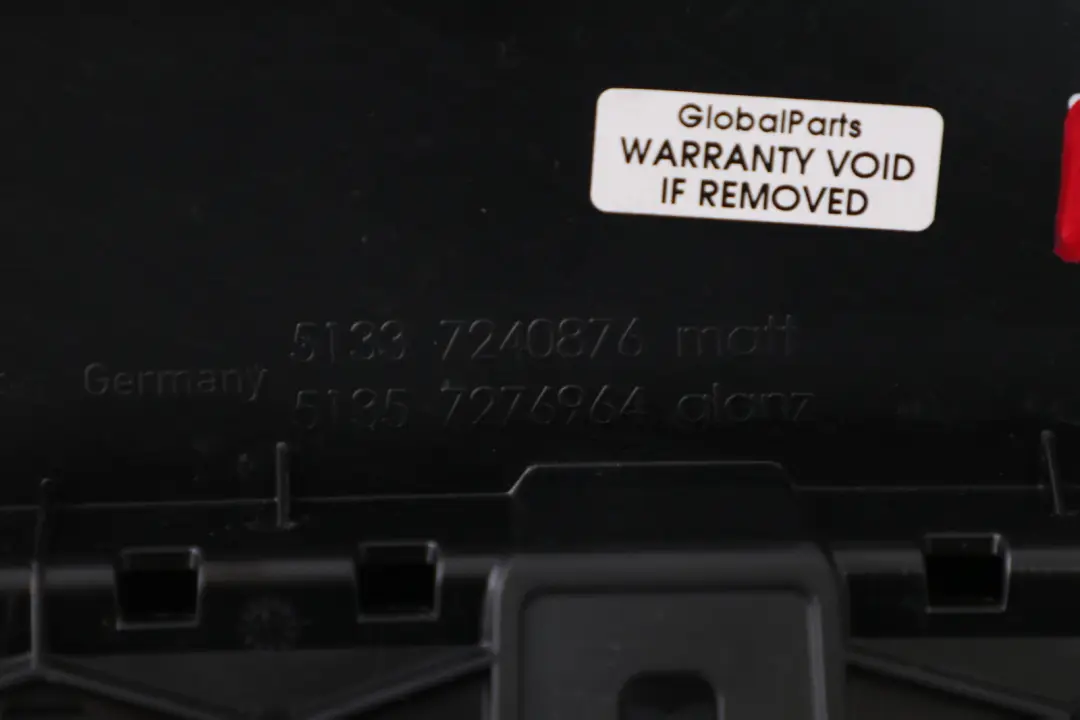 GlobalParts
WARRANTY VOID
IF REMOVED
5133 7240876 matt
Germany
5135 7276964 glanz